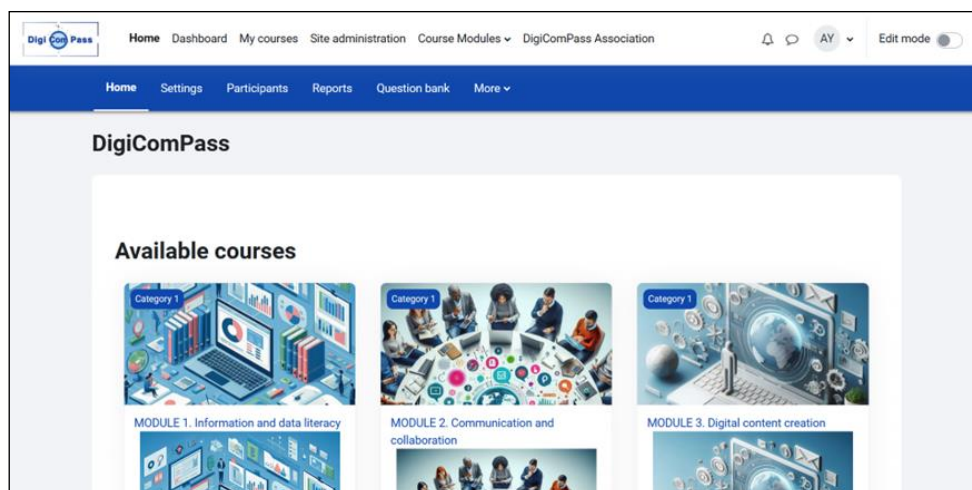 Digi Com Pass
Home Dashboard My courses Site administration Course Modules DigiComPass Association AY Edit mode
Home Settings Participants Reports Question bank More
DigiComPass
Available courses
Category 1 Category 1 Category 1
MODULE 1. Information and data literacy MODULE 2. Communication and MODULE 3. Digital content creation
collaboration